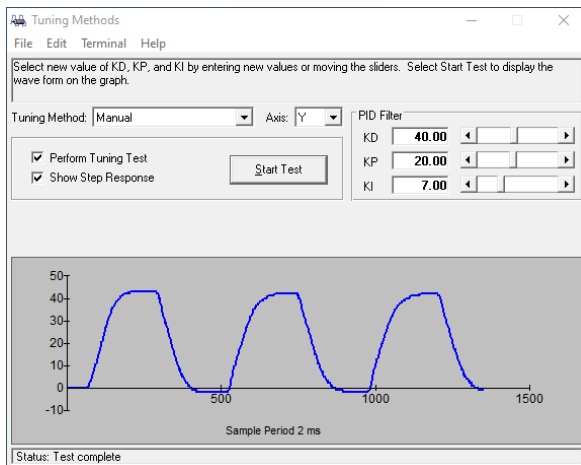 Tuning Methods
File Edit Terminal Help
Select new value of KD, KP, and KI by entering new values or moving the sliders. Select Start Test to display the
wave form on the graph.
Tuning Method: Manual Axis: Y PID Filter
KD 40.00
Perform Tuning Test
Start Test
KP 20.00
Show Step Response
KI 7.00
50
40
30
20
10
0
-10
500 1000 1500
Sample Period 2 ms
Status: Test complete